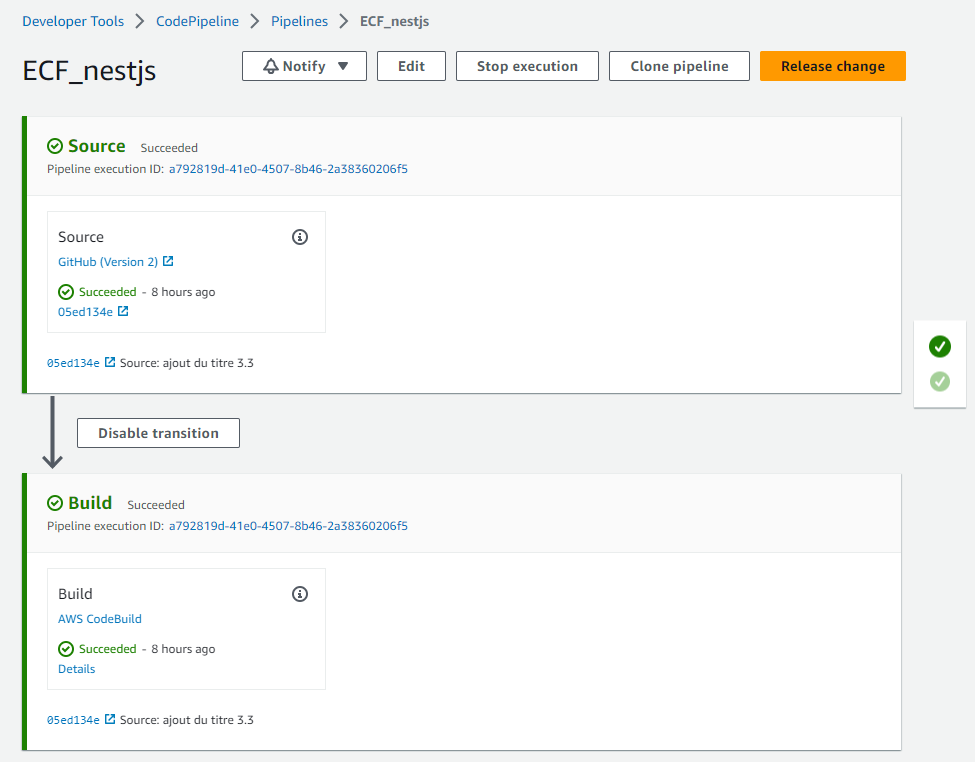 Developer Tools > CodePipeline > Pipelines > ECF_nestjs
ECF_nestjs
Notify ▼
Edit
Stop execution
Clone pipeline
Release change
Source Succeeded
Pipeline execution ID: a792819d-41e0-4507-8b46-2a38360206f5
Source
GitHub (Version 2)
Succeeded - 8 hours ago
05ed134e
05ed134e Source: ajout du titre 3.3
Disable transition
Build Succeeded
Pipeline execution ID: a792819d-41e0-4507-8b46-2a38360206f5
Build
AWS CodeBuild
Succeeded - 8 hours ago
Details
05ed134e Source: ajout du titre 3.3